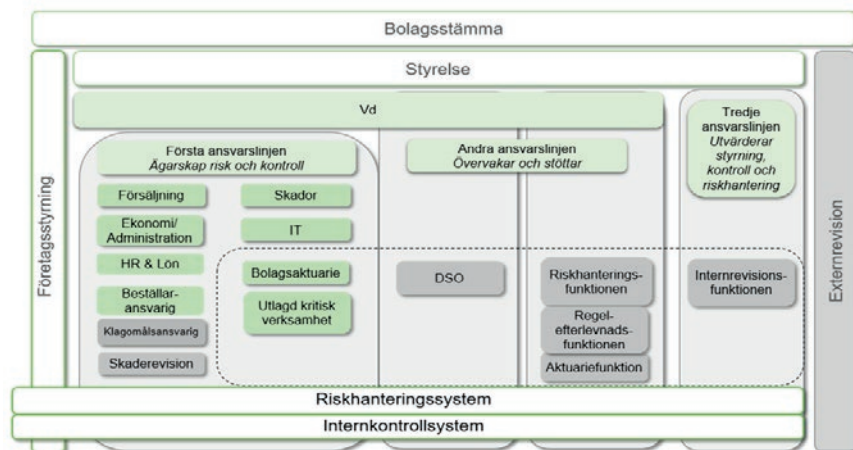 Bolagsstämma
Styrelse
Vd
Företagsstyrning
Externrevision
Första ansvarslinjen
Ägarskap risk och kontroll
Försäljning
Ekonomi/
Administration
HR & Lön
Beställar-
ansvarig
Klagomålsansvarig
Skaderevision
Skador
IT
Bolagsaktuarie
Utlagd kritisk
verksamhet
Andra ansvarslinjen
Övervakar och stöttar
DSO
Riskhanterings-
funktionen
Regel-
efterlevnads-
funktionen
Aktuariefunktion
Tredje
ansvarslinjen
Utvärderar
styrning,
kontroll och
riskhantering
Internrevisions-
funktionen
Riskhanteringssystem
Internkontrollsystem